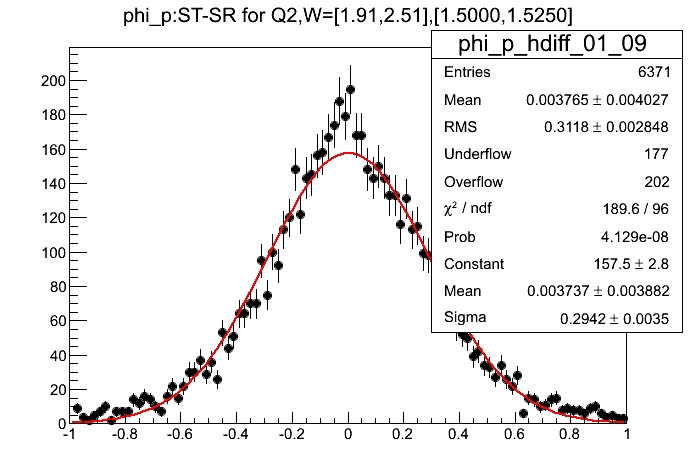 phi_p:ST-SR for Q2,W=[1.91,2.51],[1.5000,1.5250]
phi_p_hdiff_01_09
Entries 6371
Mean 0.003765 ± 0.004027
RMS 0.3118 ± 0.002848
Underflow 177
Overflow 202
χ² / ndf 189.6 / 96
Prob 4.129e-08
Constant 157.5 ± 2.8
Mean 0.003737 ± 0.003882
Sigma 0.2942 ± 0.0035
200
180
160
140
120
100
80
60
40
20
0
-1 -0.8 -0.6 -0.4 -0.2 0 0.2 0.4 0.6 0.8 1